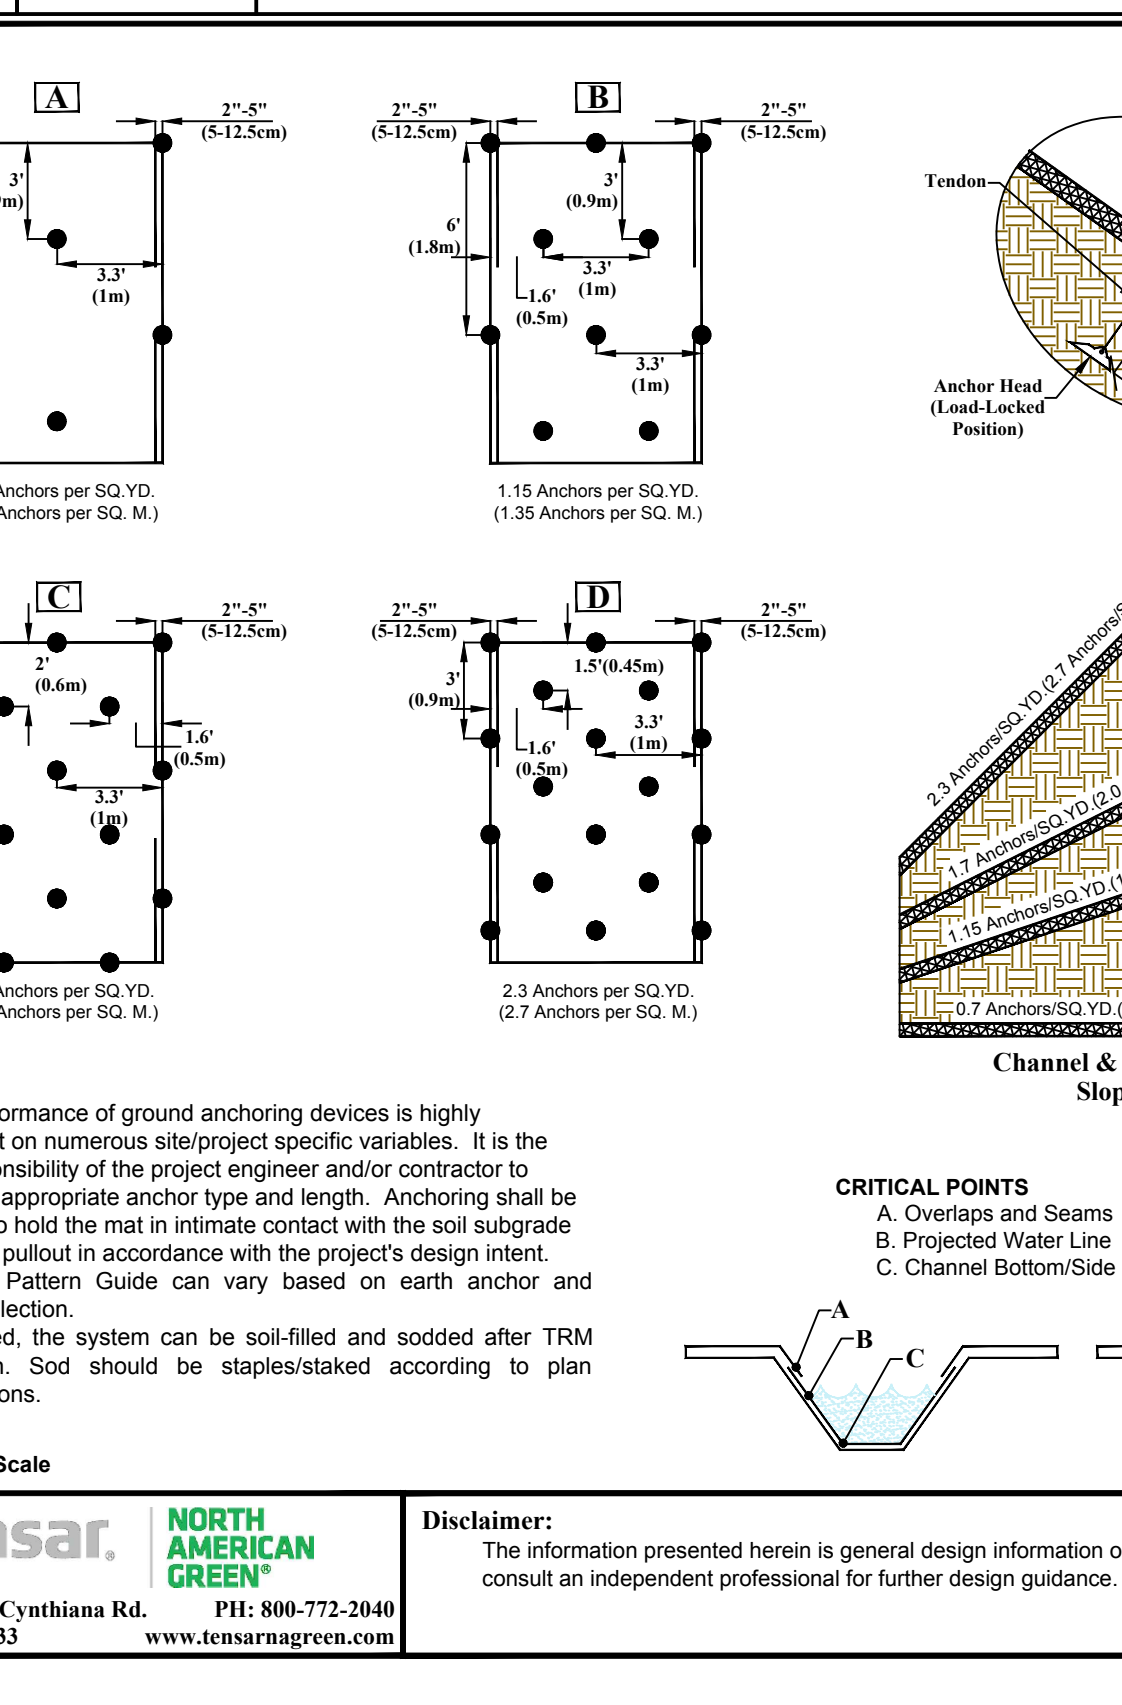 A
2"-5"
(5-12.5cm)
3'
3.3'
(1m)
Anchors per SQ.YD.
Anchors per SQ. M.)
B
2"-5"
(5-12.5cm)
2"-5"
(5-12.5cm)
6'
(1.8m)
3'
(0.9m)
3.3'
(1m)
1.6'
(0.5m)
3.3'
(1m)
1.15 Anchors per SQ.YD.
(1.35 Anchors per SQ. M.)
Tendon
Anchor Head
(Load-Locked
Position)
C
2"-5"
(5-12.5cm)
2'
(0.6m)
1.6'
(0.5m)
3.3'
(1m)
Anchors per SQ.YD.
Anchors per SQ. M.)
D
2"-5"
(5-12.5cm)
2"-5"
(5-12.5cm)
1.5'(0.45m)
3'
(0.9m)
3.3'
(1m)
1.6'
(0.5m)
2.3 Anchors per SQ.YD.
(2.7 Anchors per SQ. M.)
2.3 Anchors/SQ.YD.(2.7 Anchors/
1.7 Anchors/SQ.YD.(2.0
1.15 Anchors/SQ.YD.(1
0.7 Anchors/SQ.YD.(
Channel &
ormance of ground anchoring devices is highly
t on numerous site/project specific variables. It is the
onsibility of the project engineer and/or contractor to
appropriate anchor type and length. Anchoring shall be
o hold the mat in intimate contact with the soil subgrade
pullout in accordance with the project's design intent.
Pattern Guide can vary based on earth anchor and
lection.
ed, the system can be soil-filled and sodded after TRM
n. Sod should be staples/staked according to plan
ons.
Scale
CRITICAL POINTS
A. Overlaps and Seams
B. Projected Water Line
C. Channel Bottom/Side
A
B
C
nsar®
NORTH
AMERICAN
GREEN®
Cynthiana Rd. PH: 800-772-2040
33 www.tensarnagreen.com
Disclaimer:
The information presented herein is general design information o
consult an independent professional for further design guidance.